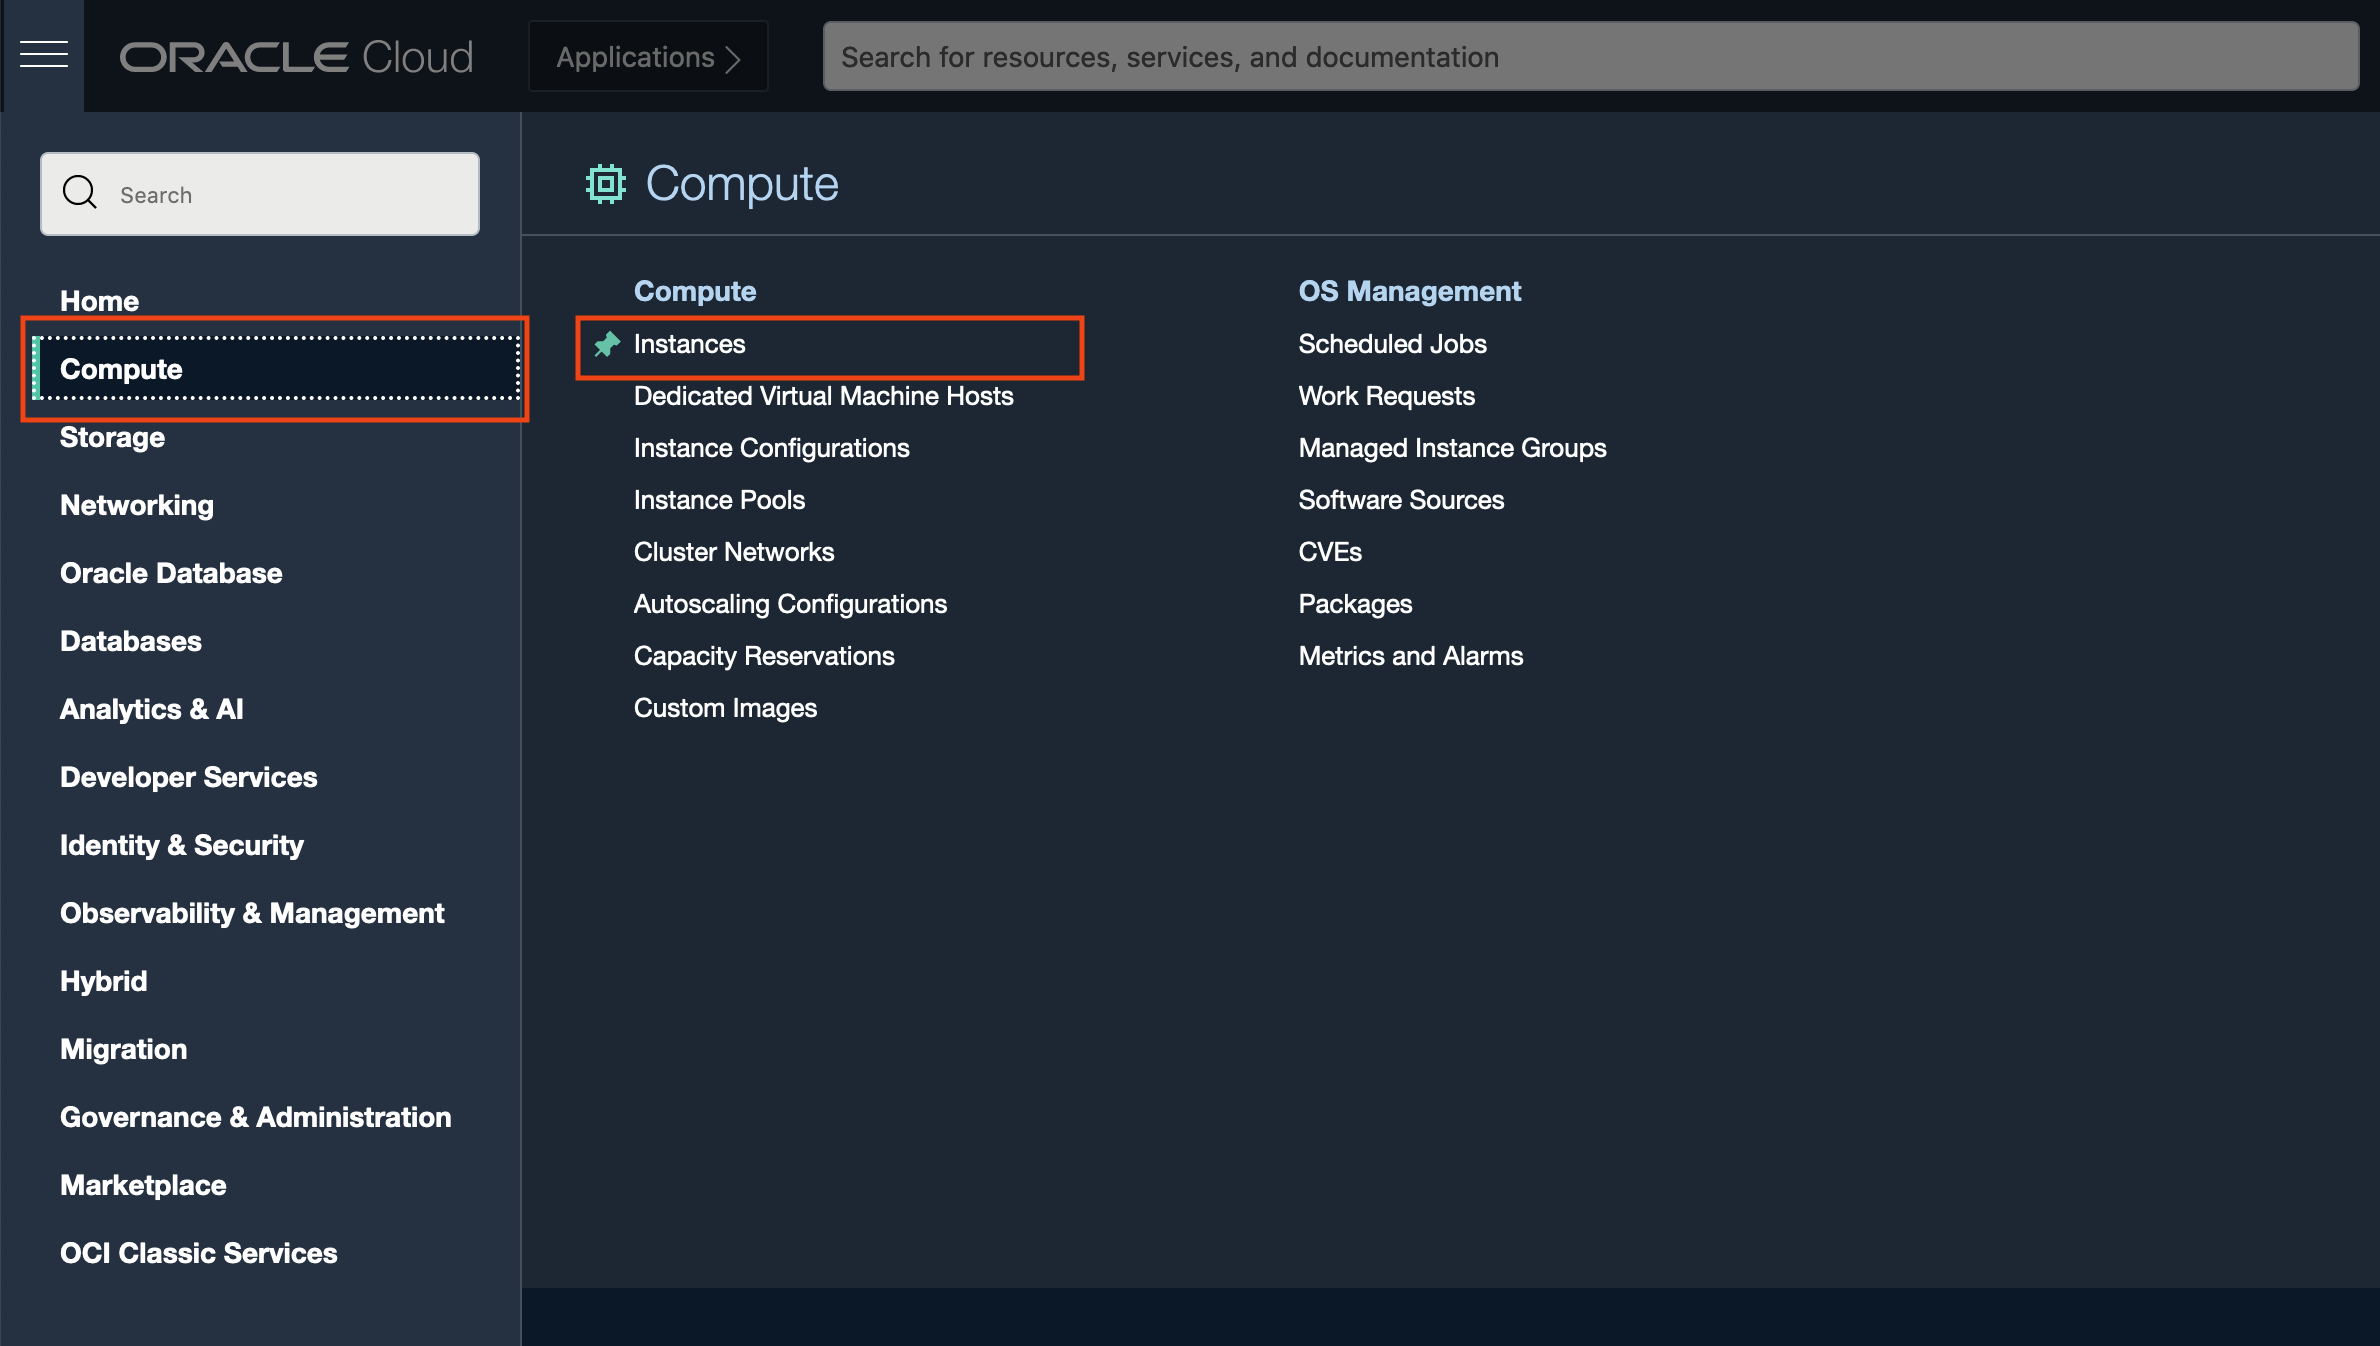 ORACLE Cloud
Applications
Search for resources, services, and documentation
Search
Home
Compute
Storage
Networking
Oracle Database
Databases
Analytics & AI
Developer Services
Identity & Security
Observability & Management
Hybrid
Migration
Governance & Administration
Marketplace
OCI Classic Services
Compute
Compute
Instances
Dedicated Virtual Machine Hosts
Instance Configurations
Instance Pools
Cluster Networks
Autoscaling Configurations
Capacity Reservations
Custom Images
OS Management
Scheduled Jobs
Work Requests
Managed Instance Groups
Software Sources
CVEs
Packages
Metrics and Alarms